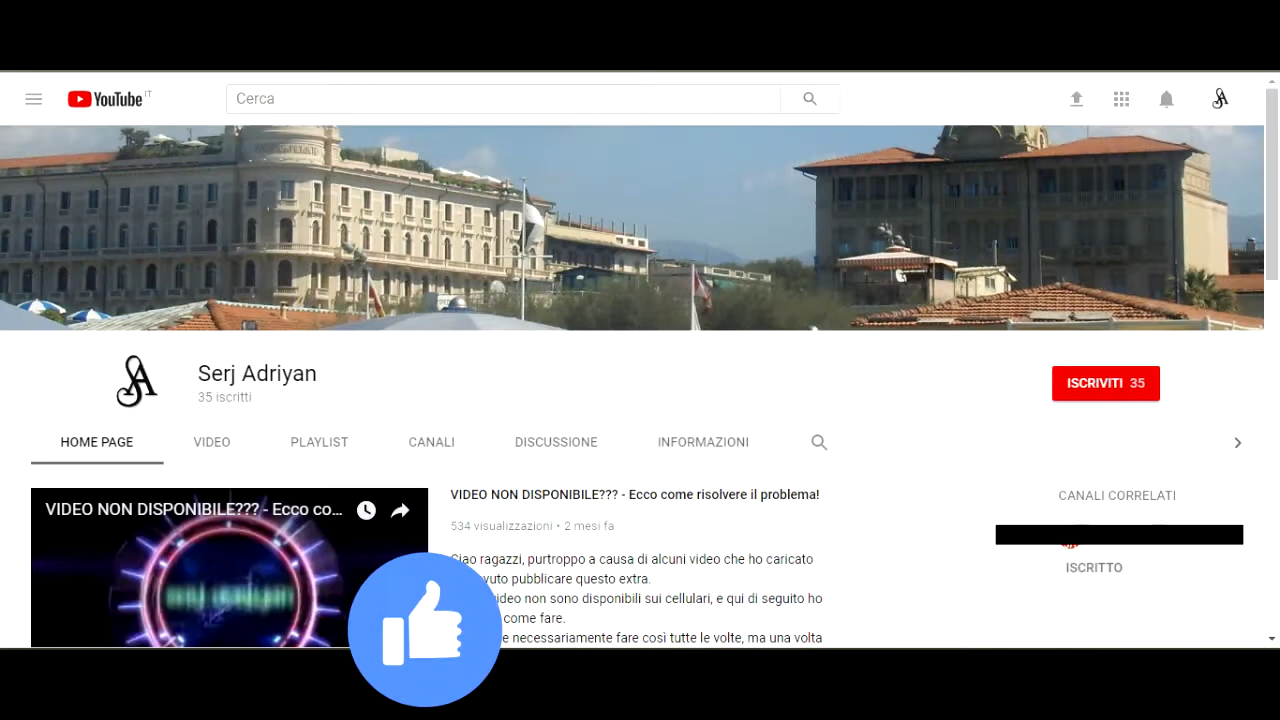 YouTube IT
Cerca
Serj Adriyan
35 iscritti
ISCRIVITI 35
HOME PAGE
VIDEO
PLAYLIST
CANALI
DISCUSSIONE
INFORMAZIONI
VIDEO NON DISPONIBILE??? - Ecco co...
VIDEO NON DISPONIBILE??? - Ecco come risolvere il problema!
534 visualizzazioni • 2 mesi fa
Ciao ragazzi, purtroppo a causa di alcuni video che ho caricato
pubblicare questo extra.
non sono disponibili sui cellulari, e qui di seguito ho
come fare.
necessariamente fare così tutte le volte, ma una volta
CANALI CORRELATI
ISCRITTO